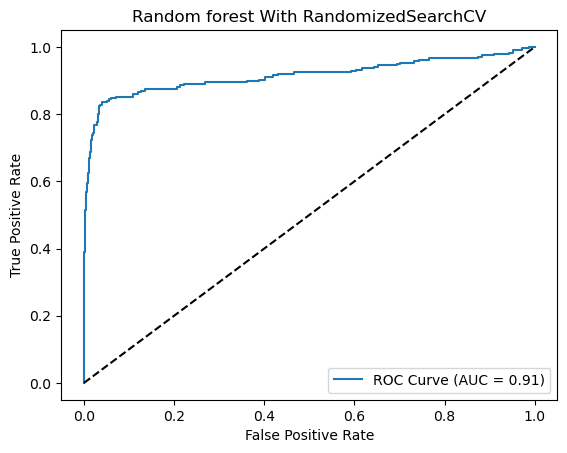 Random forest With RandomizedSearchCV
True Positive Rate
1.0
0.8
0.6
0.4
0.2
0.0
ROC Curve (AUC = 0.91)
0.0 0.2 0.4 0.6 0.8 1.0
False Positive Rate